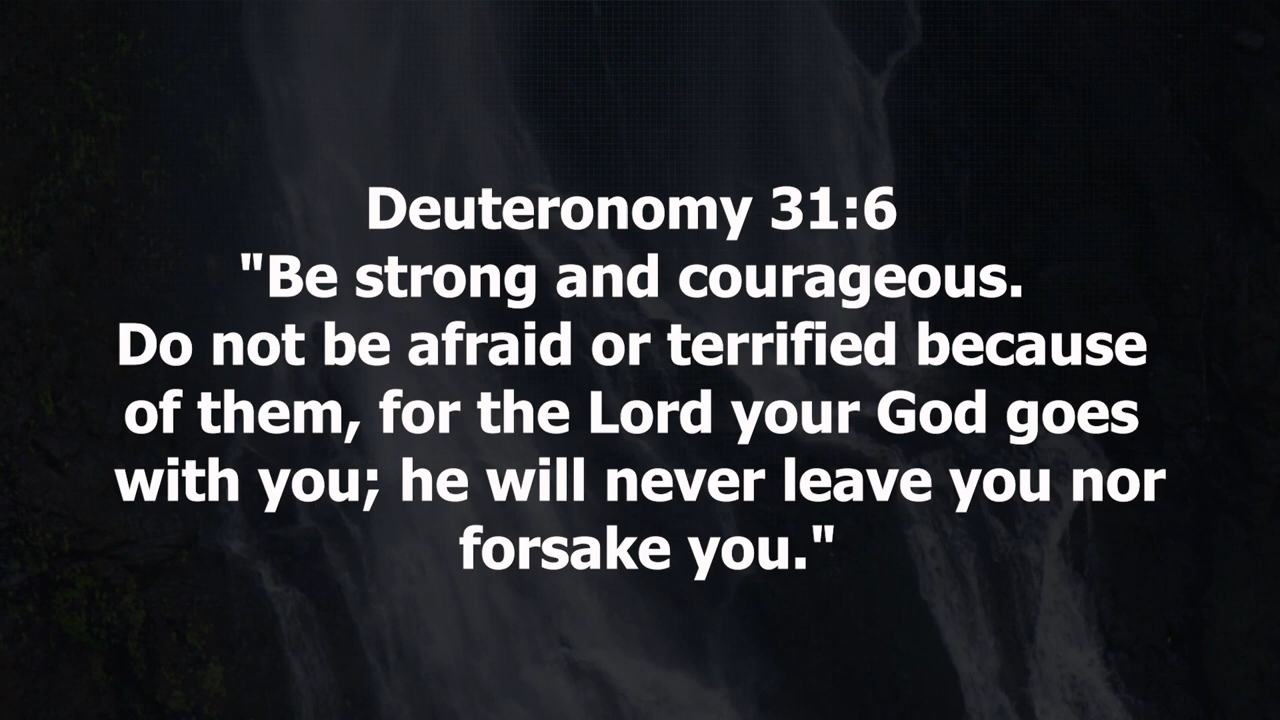 Deuteronomy 31:6
"Be strong and courageous.
Do not be afraid or terrified because
of them, for the Lord your God goes
with you; he will never leave you nor
forsake you."